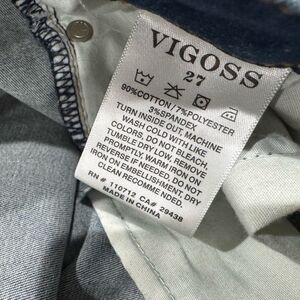 VIGOSS
27
90%COTTON/7%POLYESTER
3%SPANDEX
TURN INSIDE OUT. MACHINE
WASH COLD WITH LIKE
COLORS, DO NOT BLEACH,
TUMBLE DRY LOW, REMOVE
PROMPTLY, WARM IRON ON
REVERSE IF NEEDED. DO NOT
IRON ON EMBELLISHMENT, DRY
CLEAN RECOMME NDED.
RN# 110712 CA# 29438
MADE IN CHINA